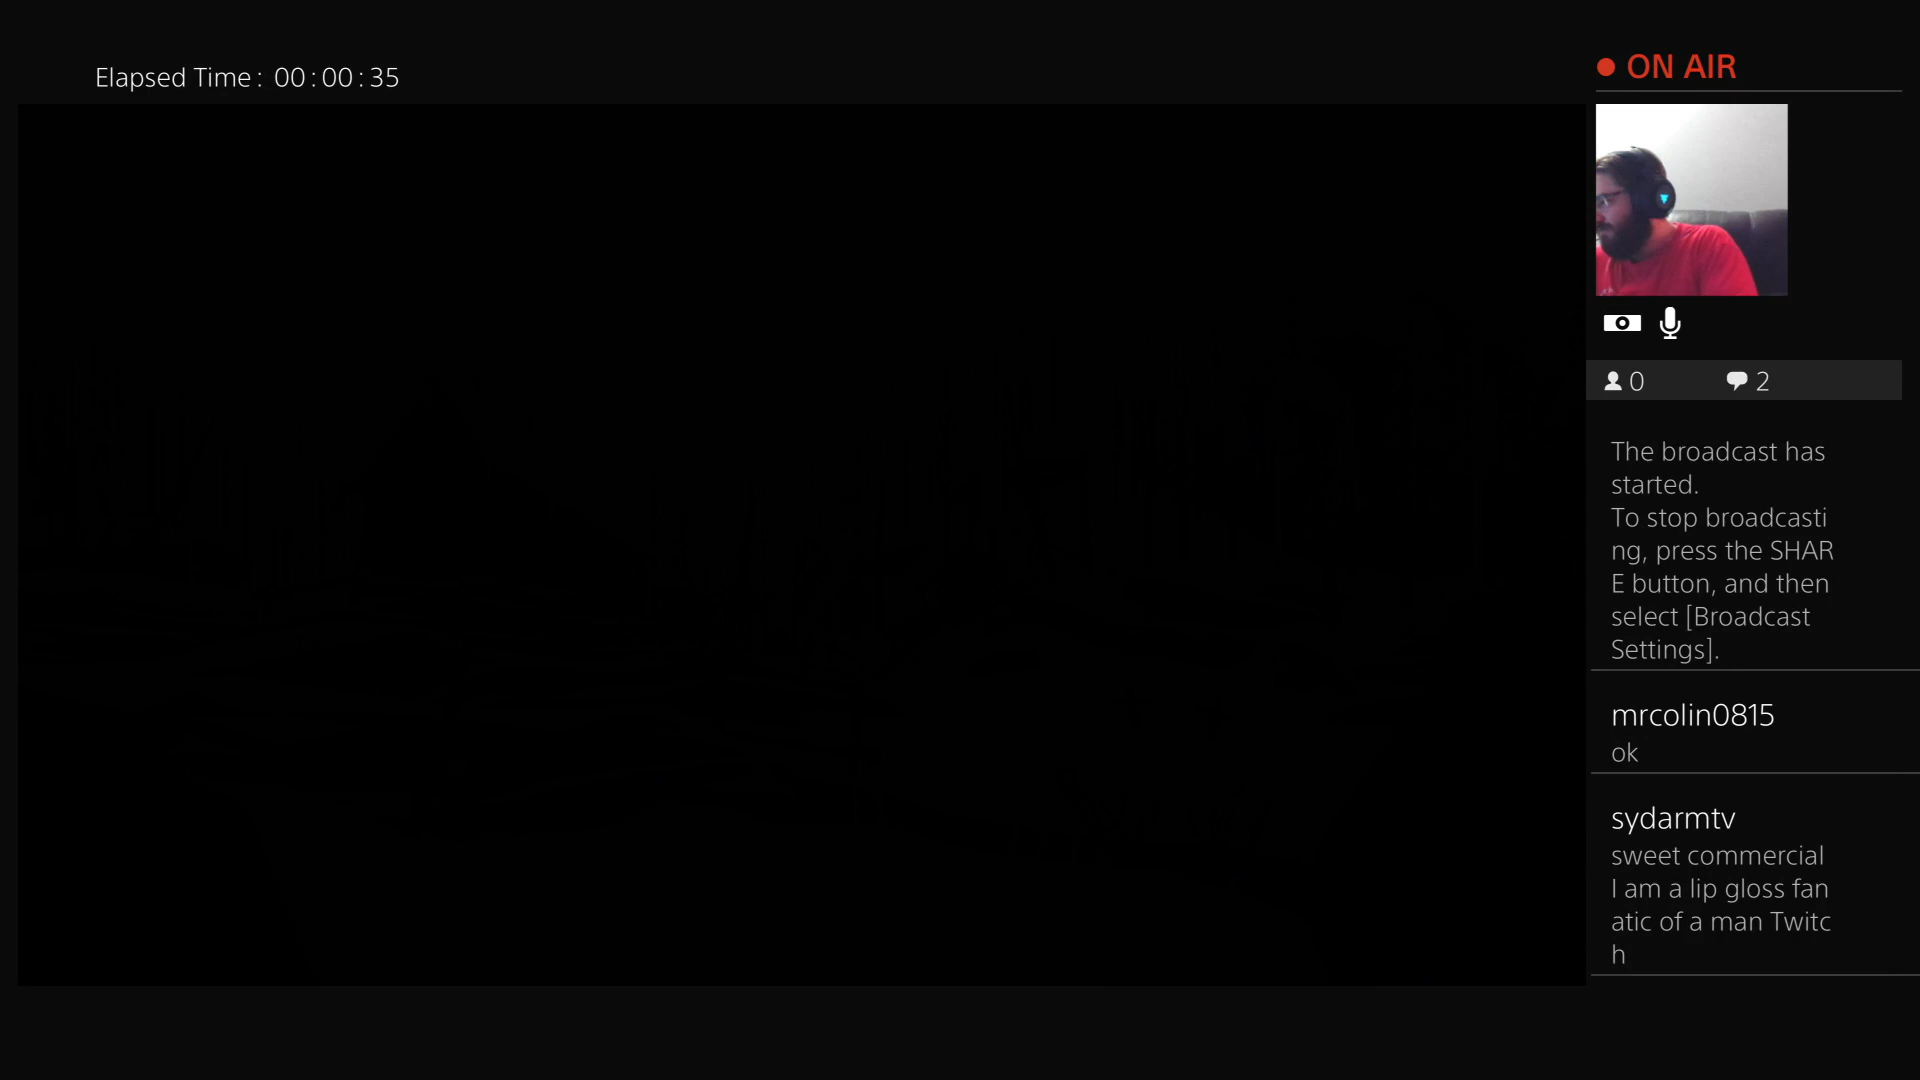 Elapsed Time : 00 : 00 : 35
ON AIR
0
2
The broadcast has
started.
To stop broadcasti
ng, press the SHAR
E button, and then
select [Broadcast
Settings].
mrcolin0815
ok
sydarmtv
sweet commercial
I am a lip gloss fan
atic of a man Twitc
h